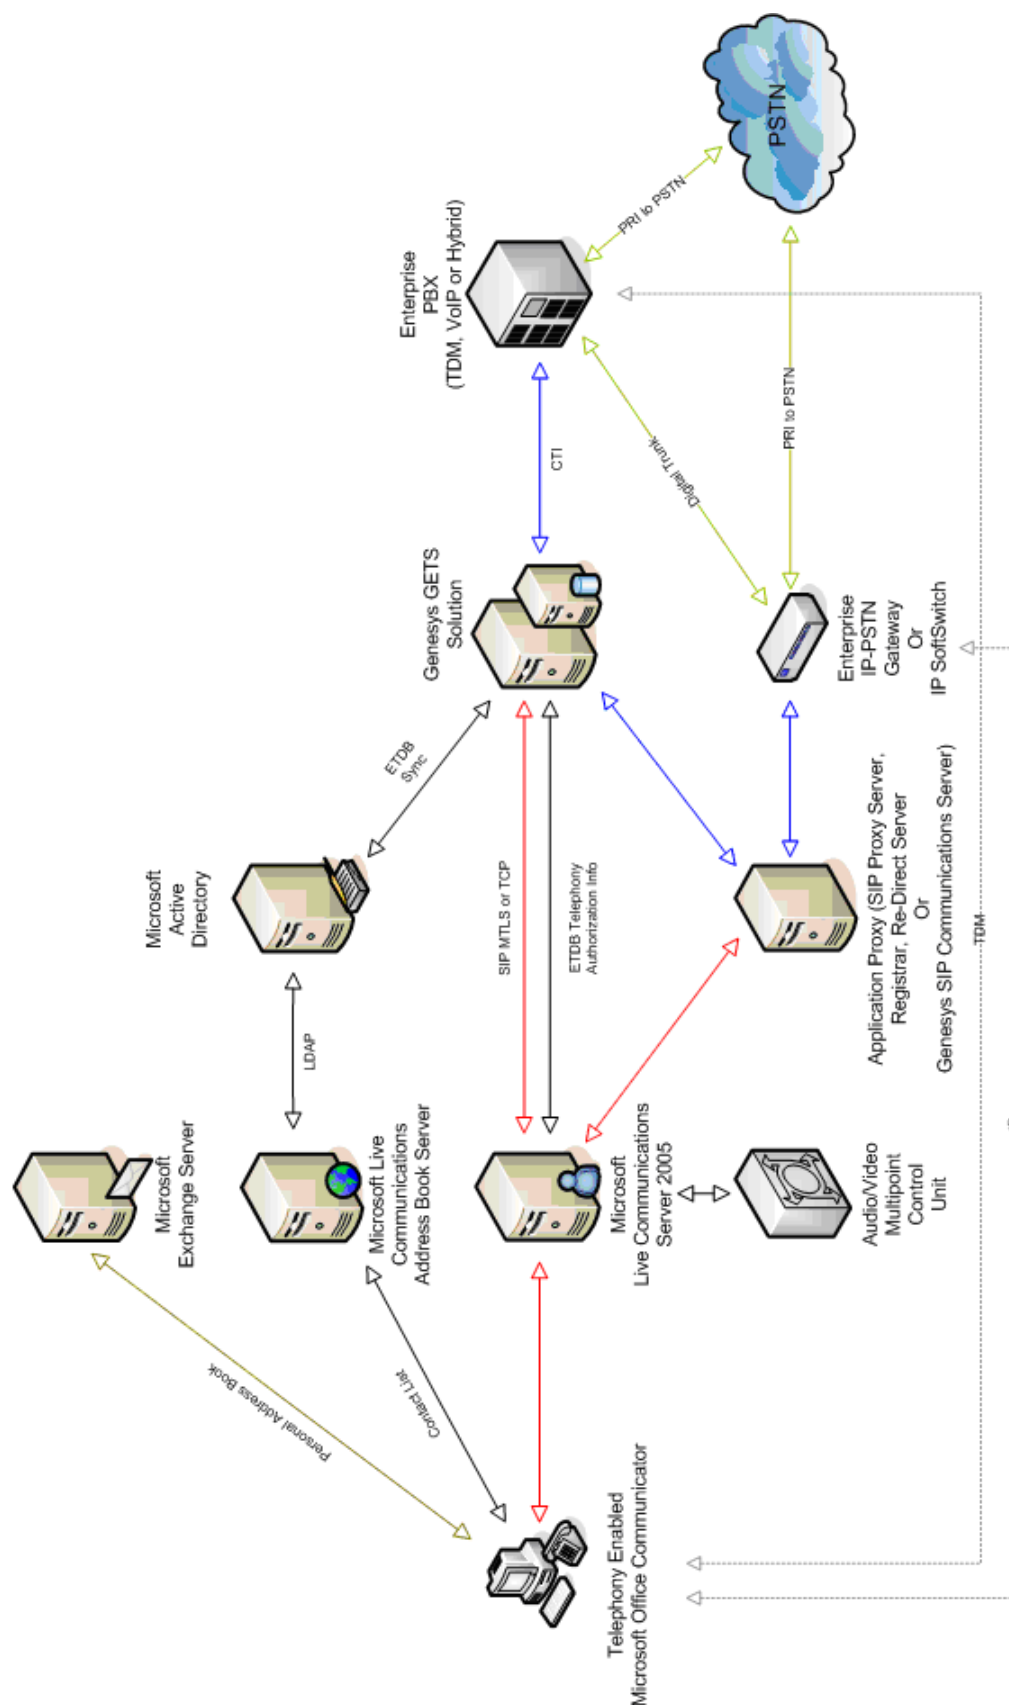 Microsoft
Exchange Server
Personal Address Book
Microsoft Live
Communications
Address Book Server
LDAP
Microsoft
Active
Directory
ETDB
Sync
Contact List
Telephony Enabled
Microsoft Office Communicator
Microsoft
Live Communications
Server 2005
SIP MTLS or TCP
ETDB Telephony
Authorization Info
Genesys GETS
Solution
CTI
Enterprise
PBX
(TDM, VoIP or Hybrid)
PRI to PSTN
PSTN
Digital Trunk
PRI to PSTN
Enterprise
IP-PSTN
Gateway
Or
IP SoftSwitch
Application Proxy (SIP Proxy Server,
Registrar, Re-Direct Server
Or
Genesys SIP Communications Server)
Audio/Video
Multipoint
Control
Unit
TDM